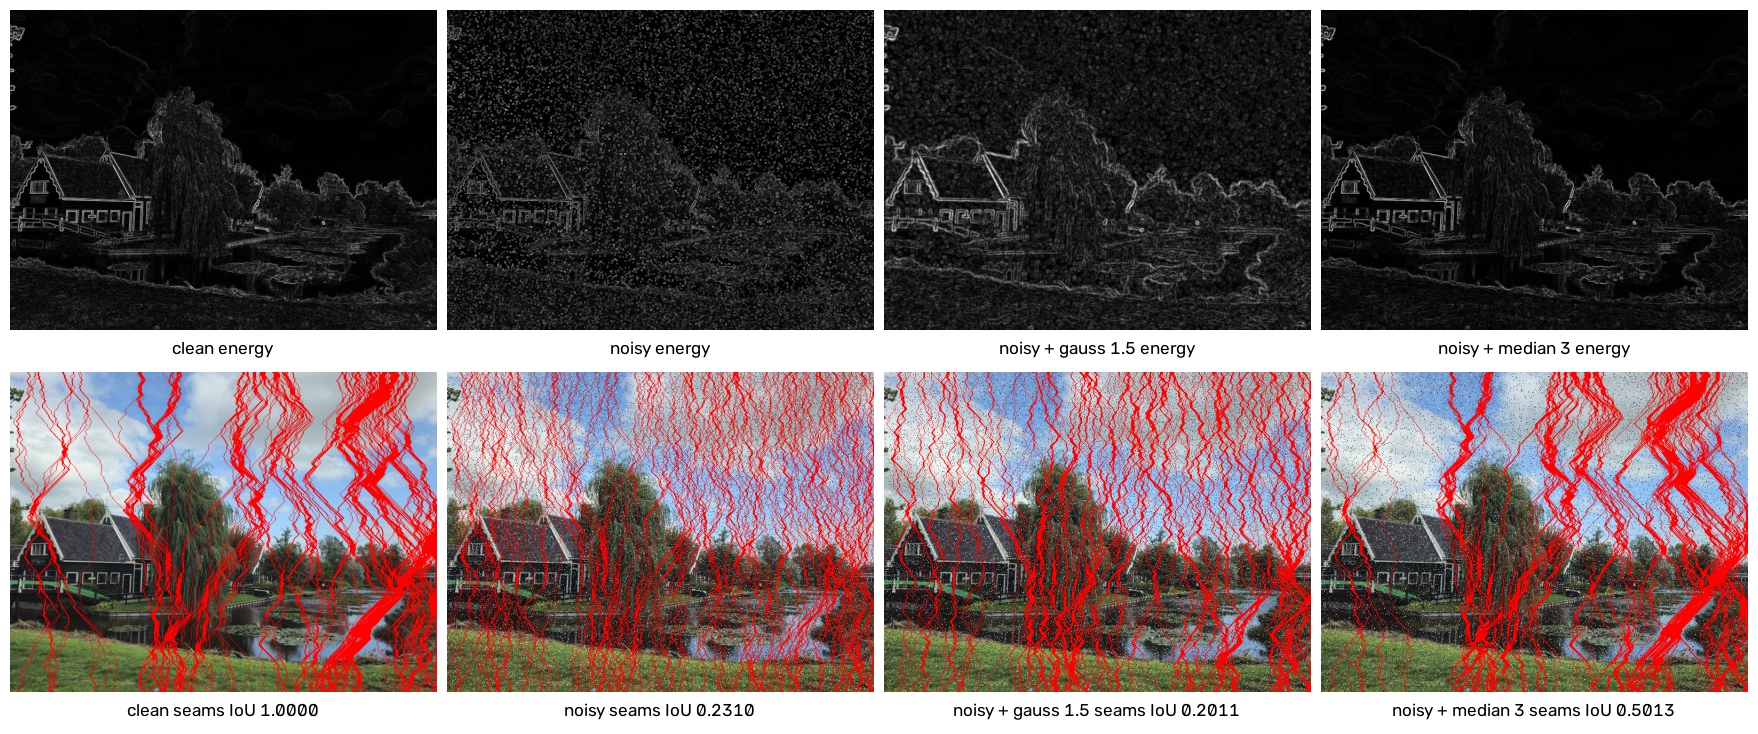 clean energy
noisy energy
noisy + gauss 1.5 energy
noisy + median 3 energy
clean seams IoU 1.0000
noisy seams IoU 0.2310
noisy + gauss 1.5 seams IoU 0.2011
noisy + median 3 seams IoU 0.5013